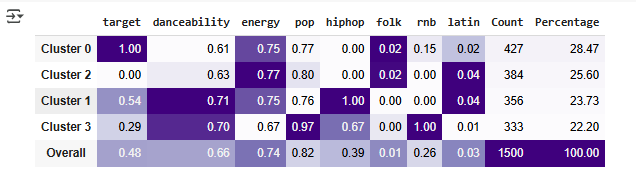 target danceability energy pop hiphop folk rnb latin Count Percentage
Cluster 0 1.00 0.61 0.75 0.77 0.00 0.02 0.15 0.02 427 28.47
Cluster 2 0.00 0.63 0.77 0.80 0.00 0.02 0.00 0.04 384 25.60
Cluster 1 0.54 0.71 0.75 0.76 1.00 0.00 0.00 0.04 356 23.73
Cluster 3 0.29 0.70 0.67 0.97 0.67 0.00 1.00 0.01 333 22.20
Overall 0.48 0.66 0.74 0.82 0.39 0.01 0.26 0.03 1500 100.00